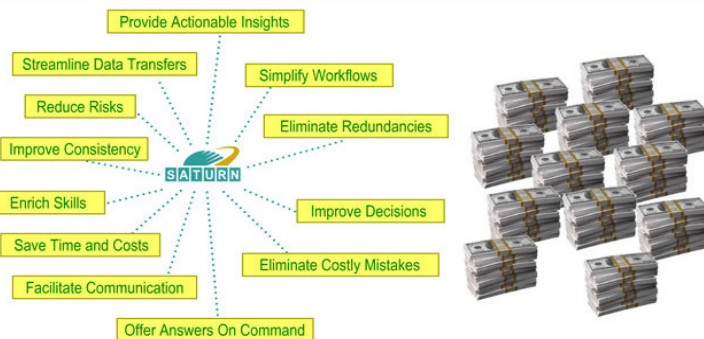 Provide Actionable Insights
Streamline Data Transfers
Simplify Workflows
Reduce Risks
Eliminate Redundancies
Improve Consistency
SATURN
Enrich Skills
Improve Decisions
Save Time and Costs
Eliminate Costly Mistakes
Facilitate Communication
Offer Answers On Command